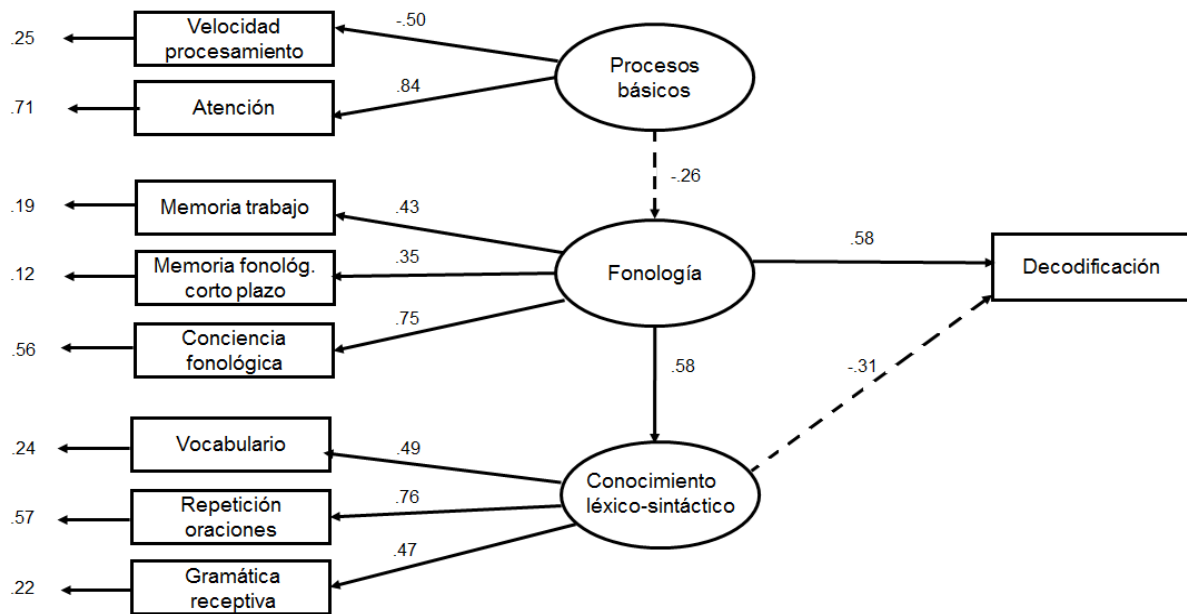 Velocidad
procesamiento
.25
-.50
Procesos
básicos
Atención
.71
.84
-.26
Memoria trabajo
.19
.43
Memoria fonológ.
corto plazo
.12
.35
Fonología
.58
Decodificación
Conciencia
fonológica
.56
.75
.58
-.31
Vocabulario
.24
.49
Conocimiento
léxico-sintáctico
Repetición
oraciones
.57
.76
Gramática
receptiva
.22
.47